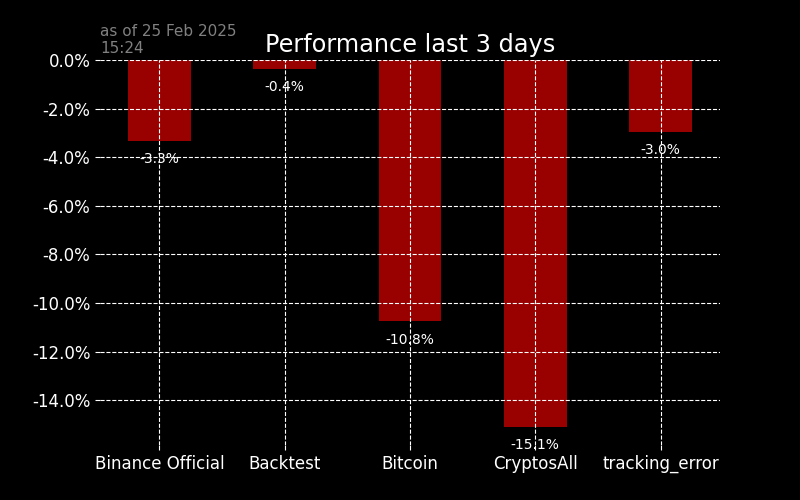 as of 25 Feb 2025
15:24
Performance last 3 days
0.0%
-2.0%
-4.0%
-6.0%
-8.0%
-10.0%
-12.0%
-14.0%
-3.3%
-0.4%
-10.8%
-15.1%
-3.0%
Binance Official
Backtest
Bitcoin
CryptosAll
tracking_error